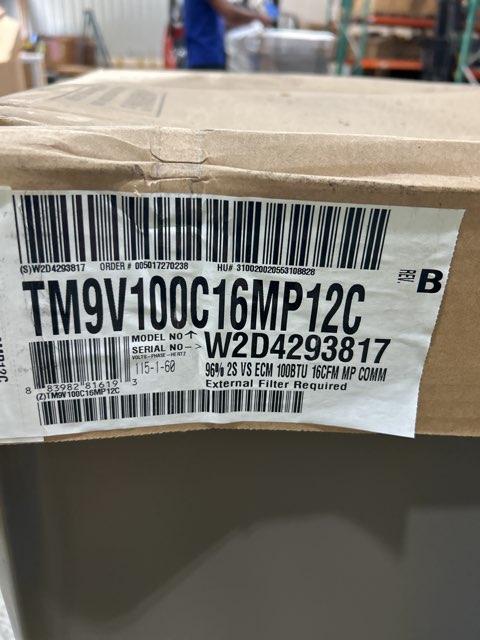 (S)W2D4293817 ORDER # 005017270238 HU# 310020020553108828
REV. B
TM9V100C16MP12C
MODEL NO
SERIAL NO-> W2D4293817
VOLTS-PHASE-HERTZ
115-1-60
96% 2S VS ECM 100BTU 16CFM MP COMM
External Filter Required
8 83982 81619 3
(Z)TM9V100C16MP12C